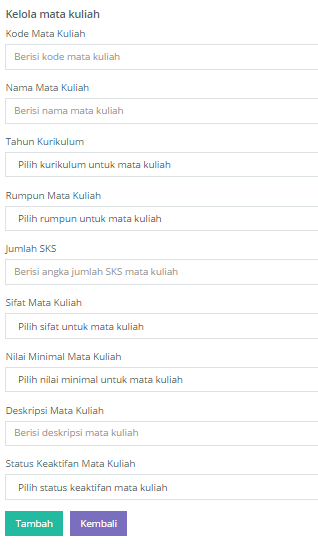 Kelola mata kuliah
Kode Mata Kuliah
Berisi kode mata kuliah
Nama Mata Kuliah
Berisi nama mata kuliah
Tahun Kurikulum
Pilih kurikulum untuk mata kuliah
Rumpun Mata Kuliah
Pilih rumpun untuk mata kuliah
Jumlah SKS
Berisi angka jumlah SKS mata kuliah
Sifat Mata Kuliah
Pilih sifat untuk mata kuliah
Nilai Minimal Mata Kuliah
Pilih nilai minimal untuk mata kuliah
Deskripsi Mata Kuliah
Berisi deskripsi mata kuliah
Status Keaktifan Mata Kuliah
Pilih status keaktifan mata kuliah
Tambah Kembali